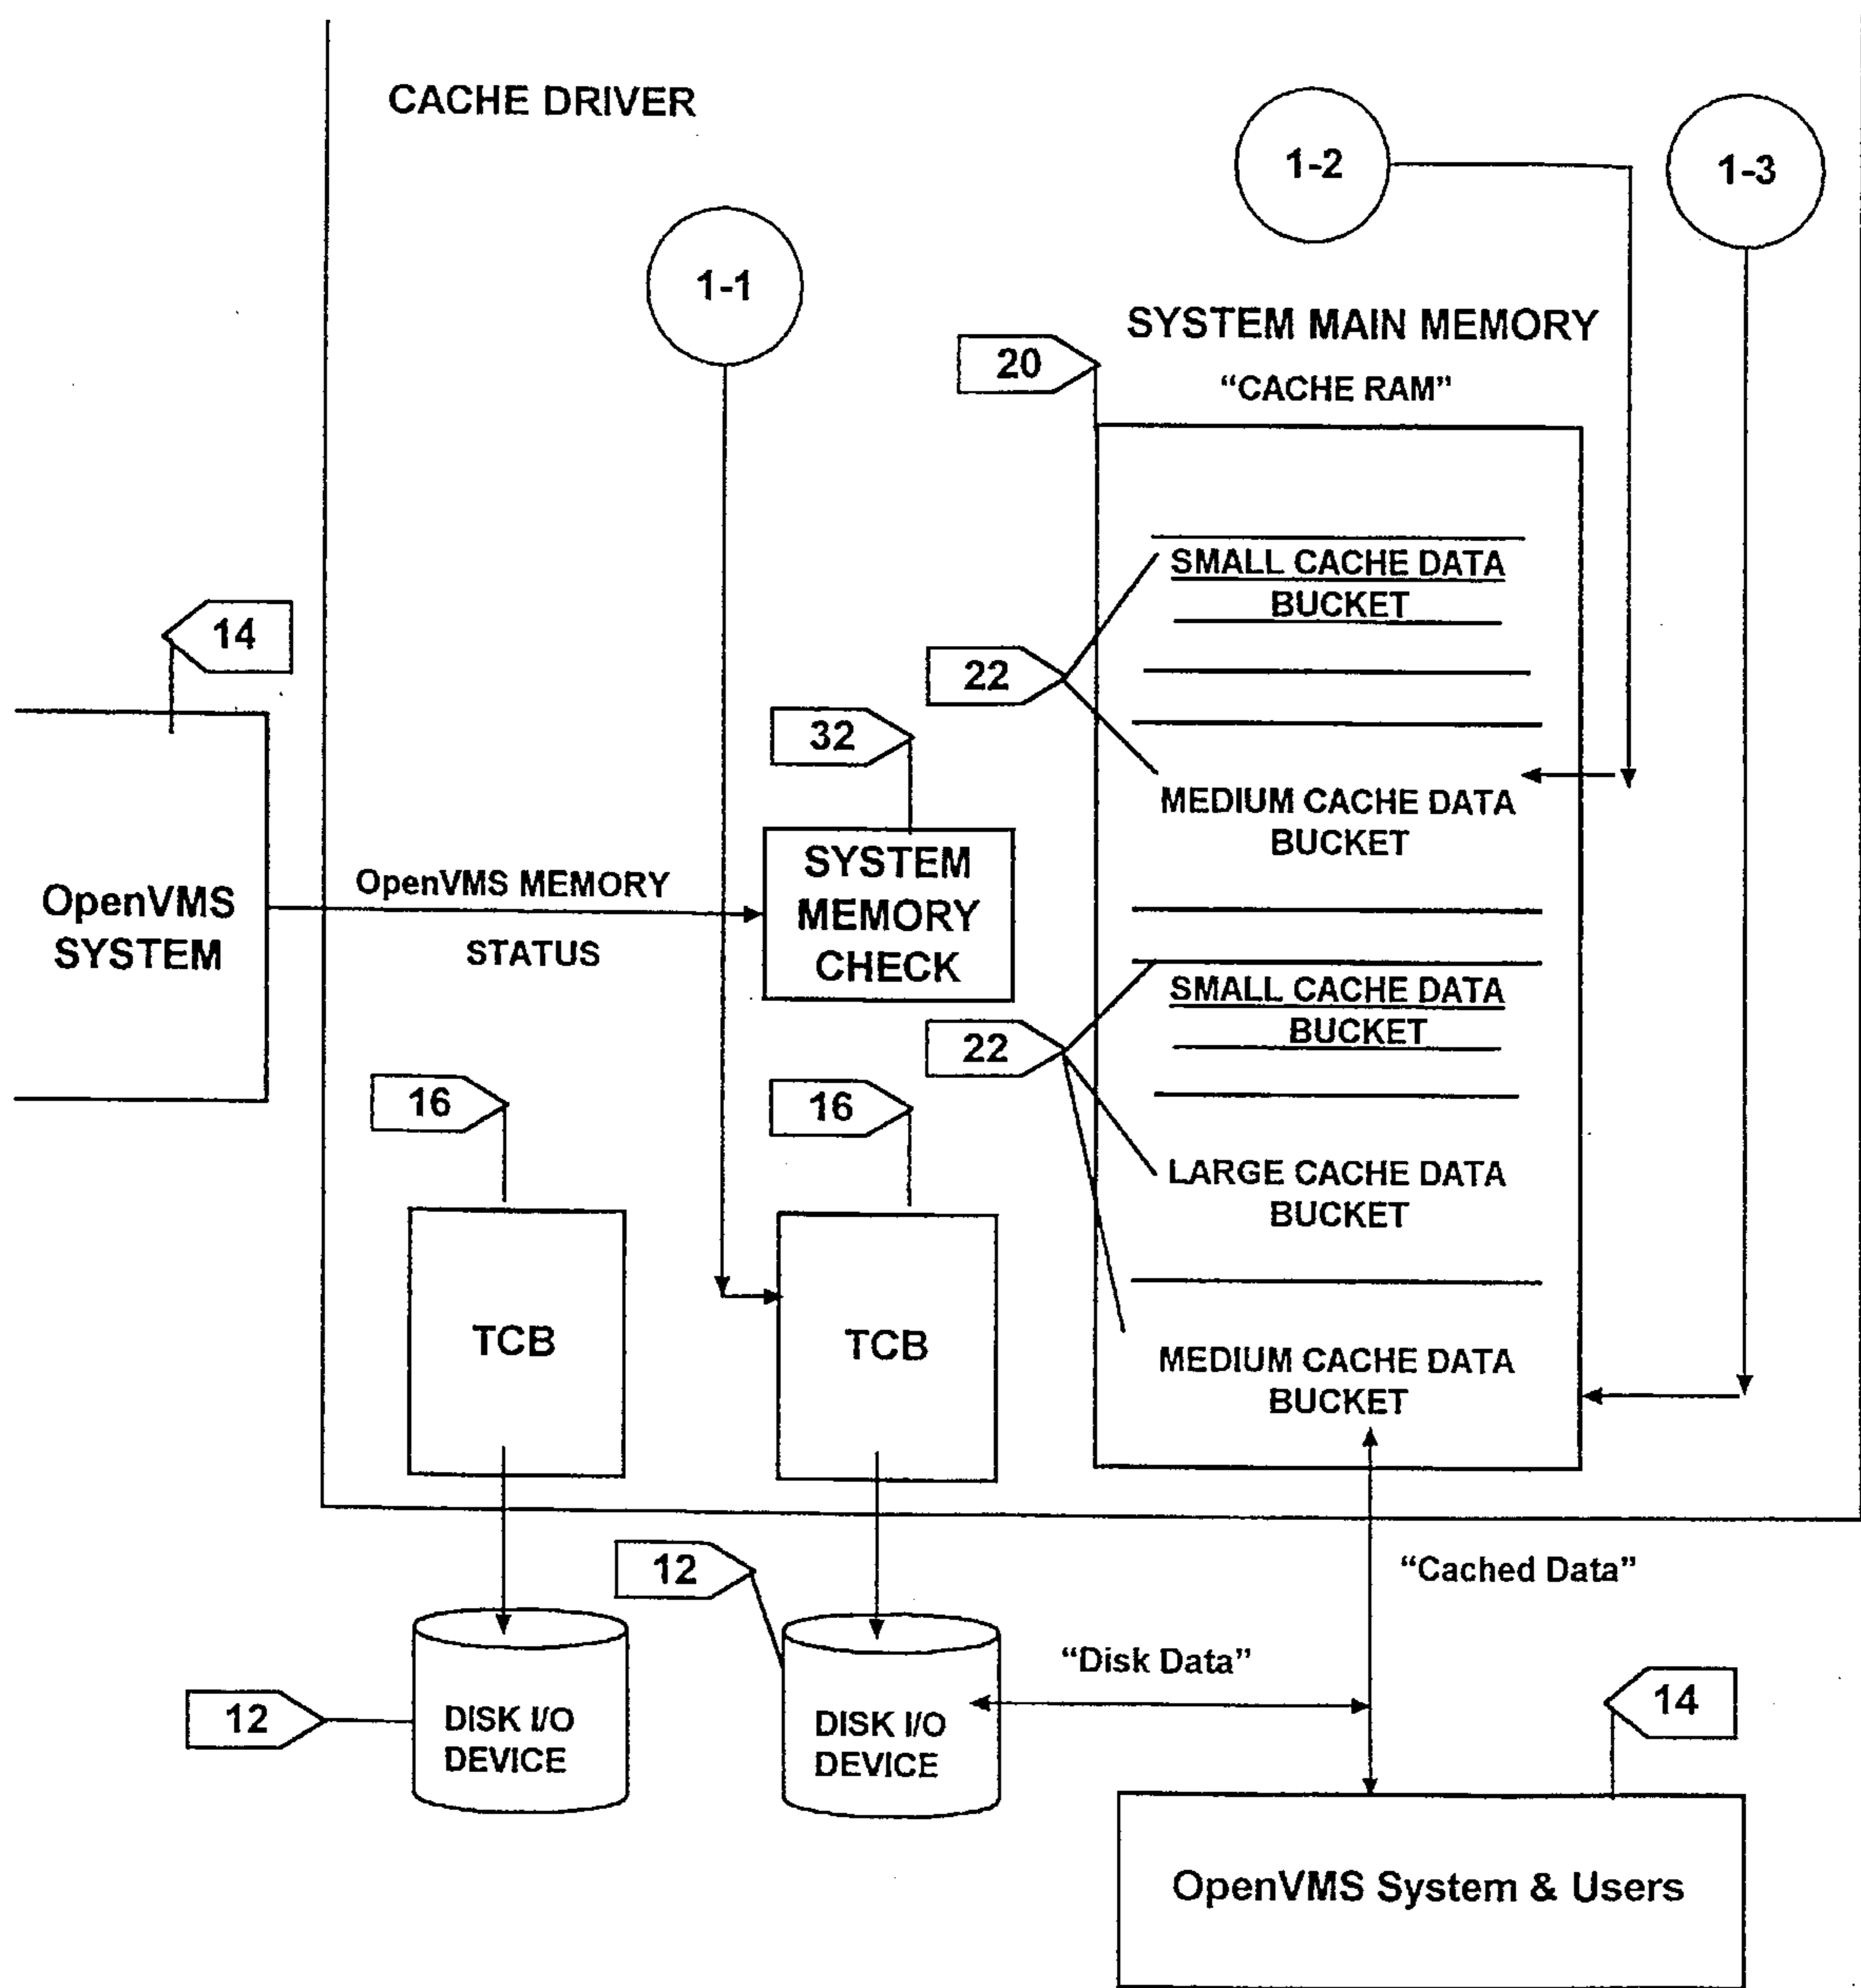 CACHE DRIVER
1-2
1-3
1-1
SYSTEM MAIN MEMORY
20
“CACHE RAM”
SMALL CACHE DATA
BUCKET
14
22
32
MEDIUM CACHE DATA
BUCKET
SYSTEM
MEMORY
CHECK
OpenVMS MEMORY
STATUS
OpenVMS
SYSTEM
SMALL CACHE DATA
BUCKET
22
16
16
LARGE CACHE DATA
BUCKET
TCB
TCB
MEDIUM CACHE DATA
BUCKET
12
“Cached Data”
“Disk Data”
12
DISK I/O
DEVICE
DISK I/O
DEVICE
14
OpenVMS System & Users